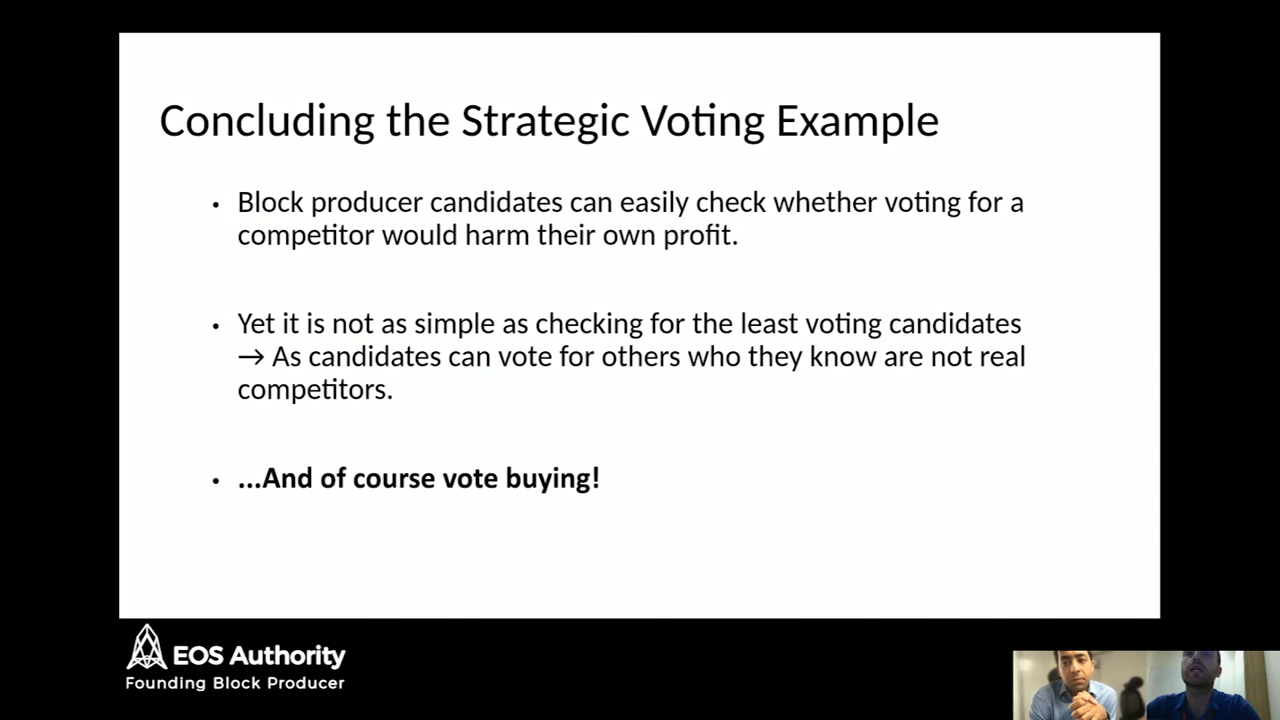 Concluding the Strategic Voting Example
• Block producer candidates can easily check whether voting for a
competitor would harm their own profit.
• Yet it is not as simple as checking for the least voting candidates
→ As candidates can vote for others who they know are not real
competitors.
• ...And of course vote buying!
EOS Authority
Founding Block Producer